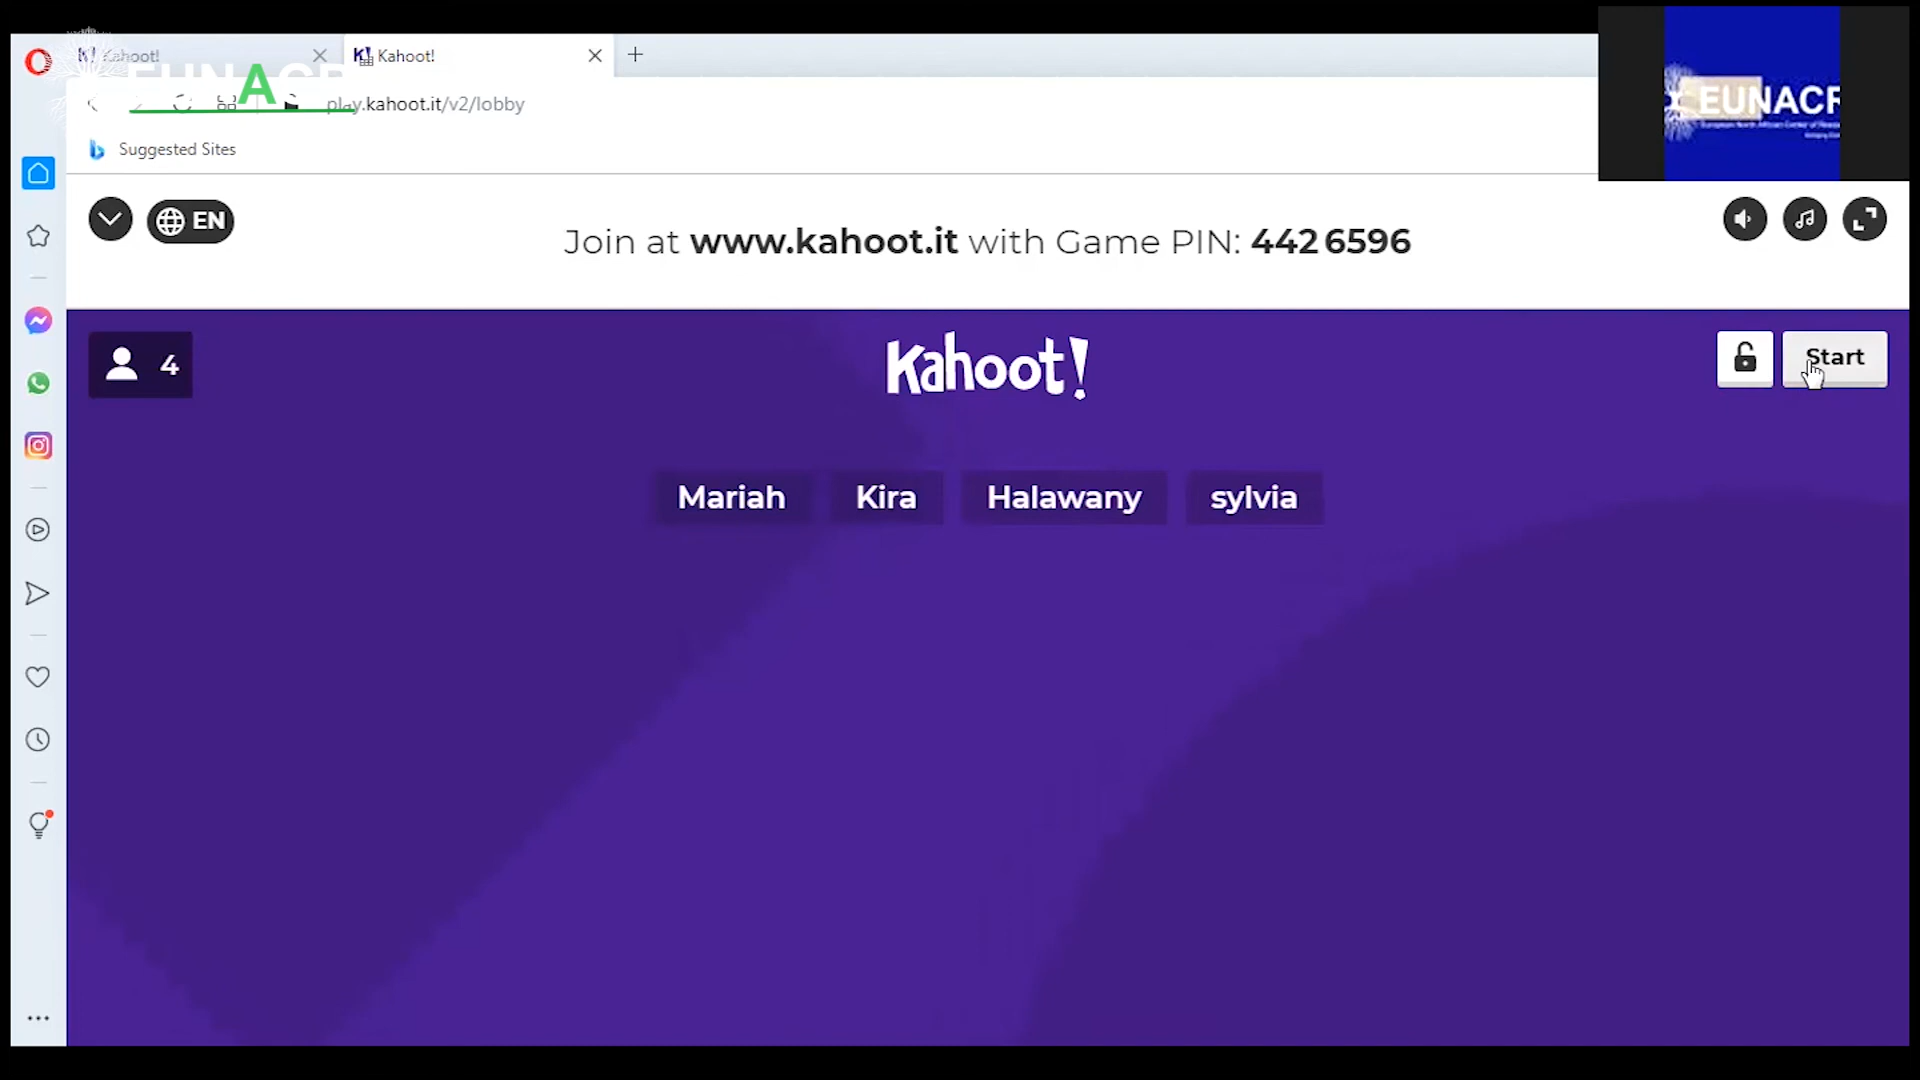 Kahoot!
Kahoot!
play.kahoot.it/v2/lobby
Suggested Sites
EUNACR
EN
Join at www.kahoot.it with Game PIN: 442 6596
4
Kahoot!
Start
Mariah
Kira
Halawany
sylvia